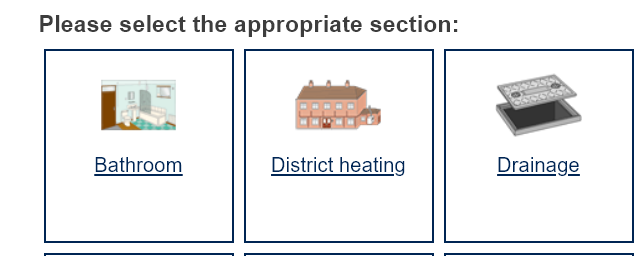 Please select the appropriate section:
Bathroom
District heating
Drainage